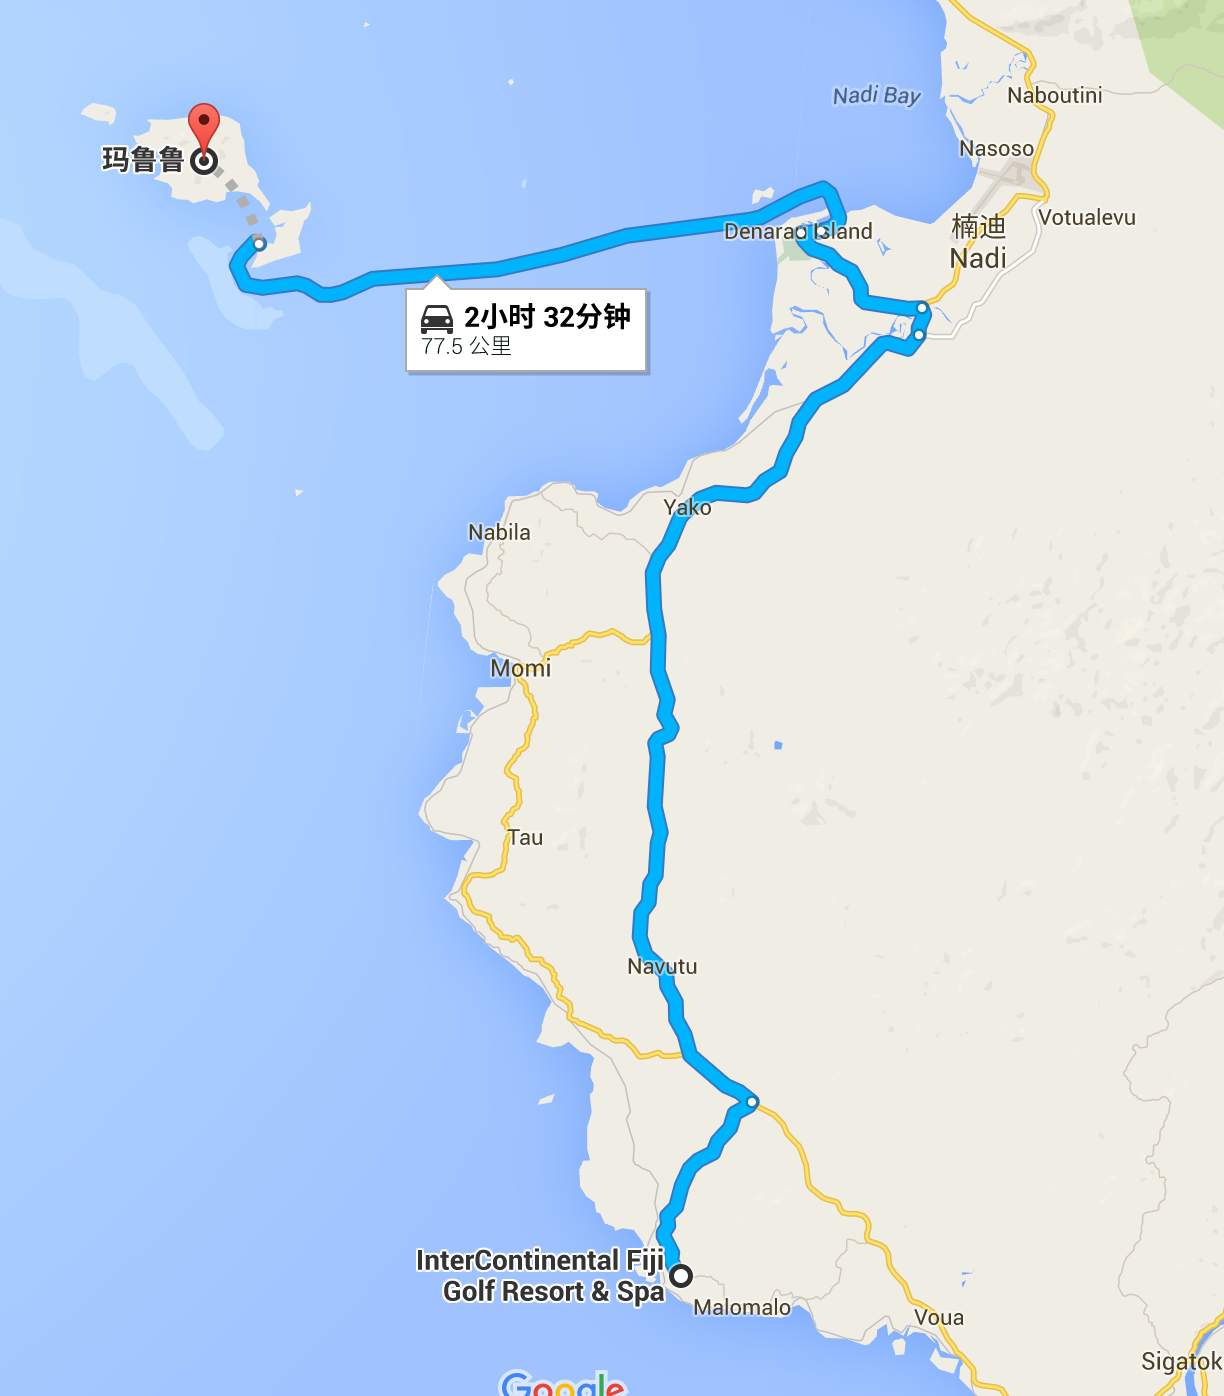 Nadi Bay
Naboutini
Nasoso
玛鲁鲁
Votualevu
楠迪
Nadi
Denarau Island
2小时 32分钟
77.5 公里
Yako
Nabila
Momi
Tau
Navutu
InterContinental Fiji
Golf Resort & Spa
Malomalo
Voua
Sigatok
Google